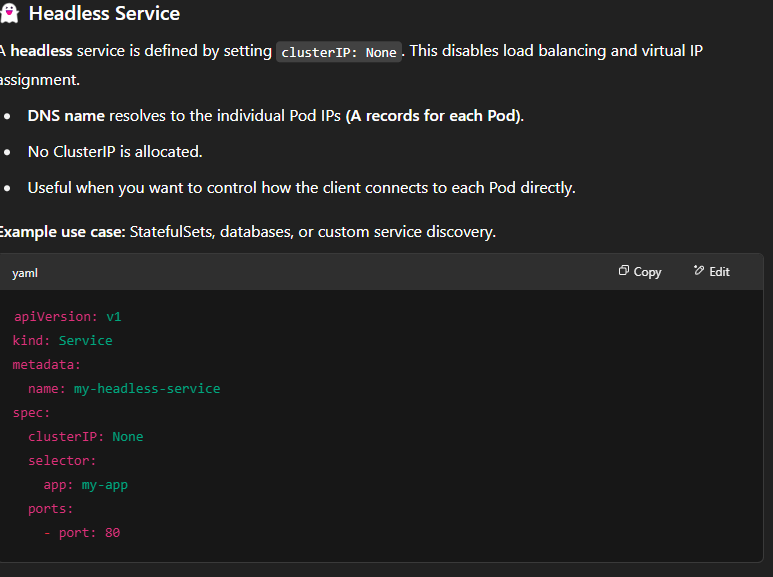 Headless Service
A headless service is defined by setting clusterIP: None. This disables load balancing and virtual IP
assignment.
• DNS name resolves to the individual Pod IPs (A records for each Pod).
• No ClusterIP is allocated.
• Useful when you want to control how the client connects to each Pod directly.
Example use case: StatefulSets, databases, or custom service discovery.
yaml Copy Edit
apiVersion: v1
kind: Service
metadata:
  name: my-headless-service
spec:
  clusterIP: None
  selector:
    app: my-app
  ports:
    - port: 80